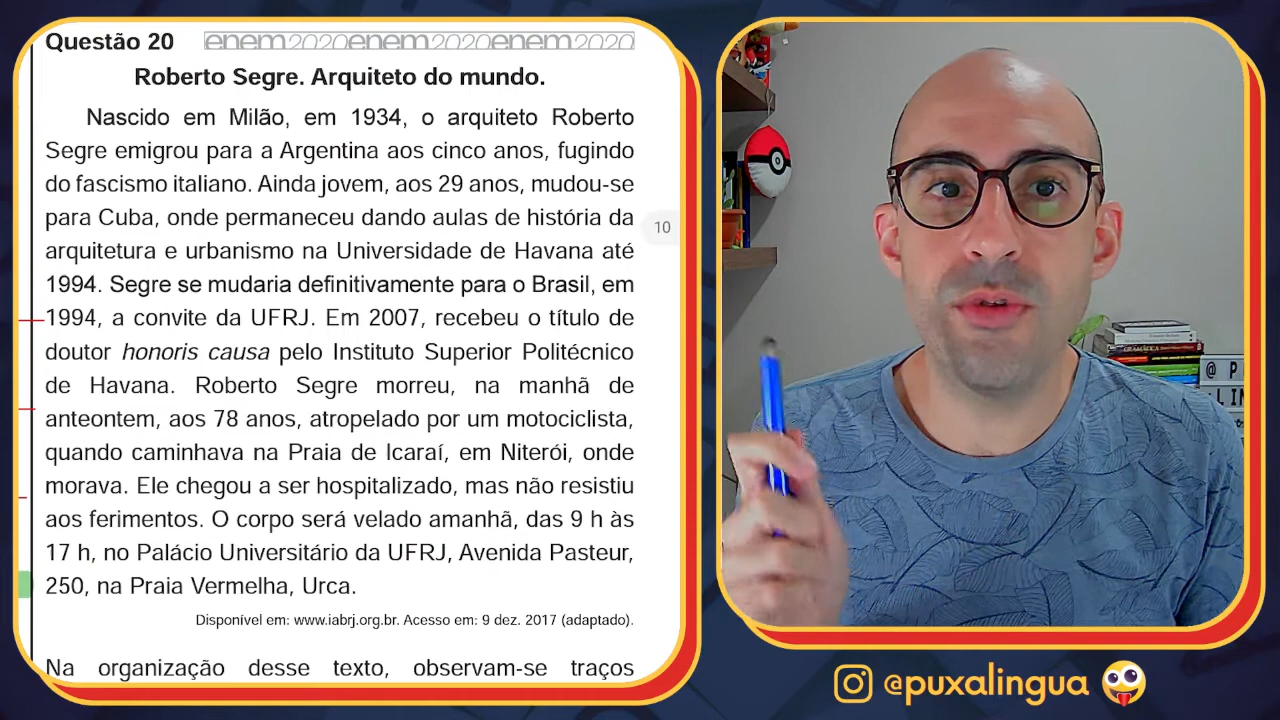 Questão 20 enem2020enem2020enem2020
Roberto Segre. Arquiteto do mundo.
Nascido em Milão, em 1934, o arquiteto Roberto
Segre emigrou para a Argentina aos cinco anos, fugindo
do fascismo italiano. Ainda jovem, aos 29 anos, mudou-se
para Cuba, onde permaneceu dando aulas de história da
arquitetura e urbanismo na Universidade de Havana até
1994. Segre se mudaria definitivamente para o Brasil, em
1994, a convite da UFRJ. Em 2007, recebeu o título de
doutor honoris causa pelo Instituto Superior Politécnico
de Havana. Roberto Segre morreu, na manhã de
anteontem, aos 78 anos, atropelado por um motociclista,
quando caminhava na Praia de Icaraí, em Niterói, onde
morava. Ele chegou a ser hospitalizado, mas não resistiu
aos ferimentos. O corpo será velado amanhã, das 9 h às
17 h, no Palácio Universitário da UFRJ, Avenida Pasteur,
250, na Praia Vermelha, Urca.
Disponível em: www.iabrj.org.br. Acesso em: 9 dez. 2017 (adaptado).
Na organização desse texto, observam-se traços
10
GRAMÁTICA
@ P
LIN
@puxalingua